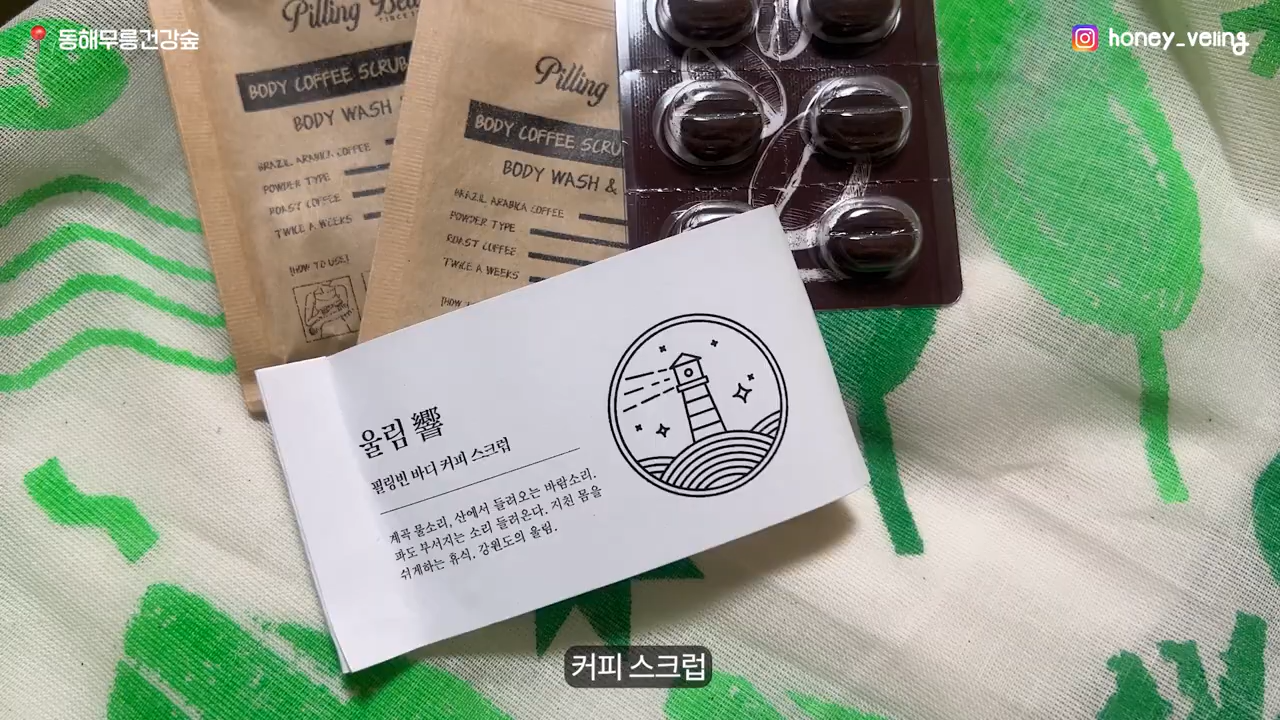 동해무릉건강숲
honey_veling
Pilling
BODY COFFEE SCRUB
BODY WASH
BRAZIL ARABICA COFFEE
POWDER TYPE
ROAST COFFEE
TWICE A WEEKS
[HOW TO USE]
Pilling
BODY COFFEE SCRU
BODY WASH &
BRAZIL ARABICA COFFEE
POWDER TYPE
ROAST COFFEE
TWICE A WEEKS
[HOW
울림 響
필링빈 바디 커피 스크럽
계곡 물소리, 산에서 들려오는 바람소리.
파도 부서지는 소리 들려온다. 지친 몸을
쉬게하는 휴식, 강원도의 울림.
커피 스크럽